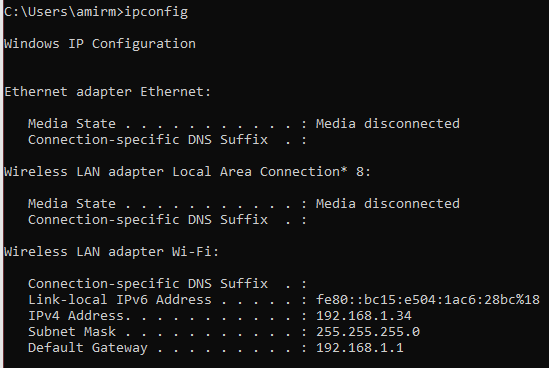 C:\Users\amirm>ipconfig
Windows IP Configuration
Ethernet adapter Ethernet:
   Media State . . . . . . . . . . . : Media disconnected
   Connection-specific DNS Suffix  . :
Wireless LAN adapter Local Area Connection* 8:
   Media State . . . . . . . . . . . : Media disconnected
   Connection-specific DNS Suffix  . :
Wireless LAN adapter Wi-Fi:
   Connection-specific DNS Suffix  . :
   Link-local IPv6 Address . . . . . : fe80::bc15:e504:1ac6:28bc%18
   IPv4 Address. . . . . . . . . . . : 192.168.1.34
   Subnet Mask . . . . . . . . . . . : 255.255.255.0
   Default Gateway . . . . . . . . . : 192.168.1.1